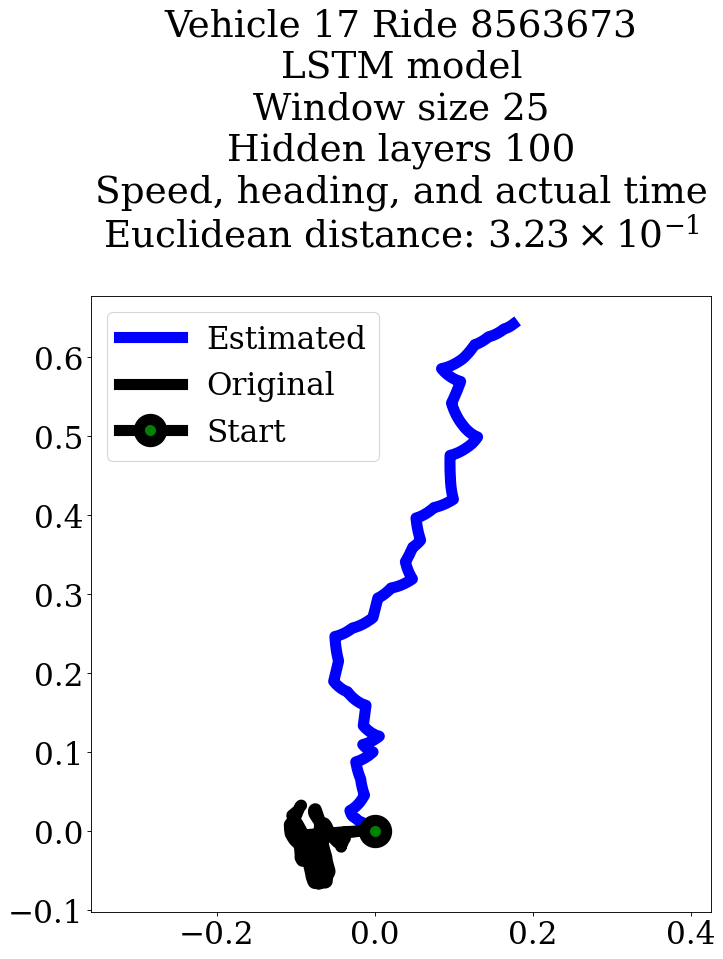 Vehicle 17 Ride 8563673
LSTM model
Window size 25
Hidden layers 100
Speed, heading, and actual time
Euclidean distance: 3.23 × 10⁻¹
Estimated
Original
Start
0.6
0.5
0.4
0.3
0.2
0.1
0.0
−0.1
−0.2 0.0 0.2 0.4